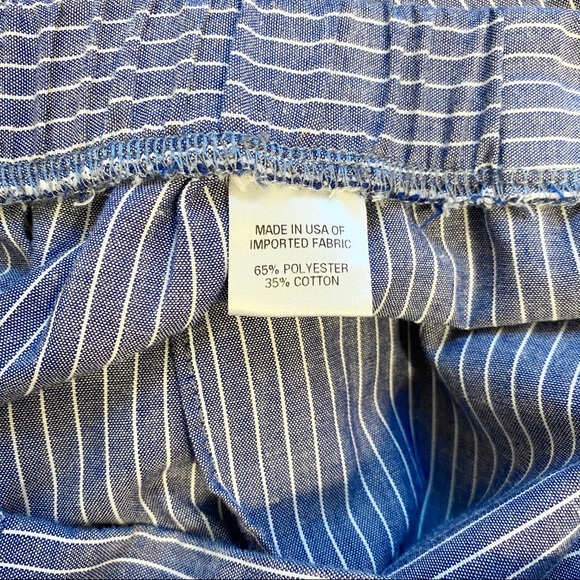 MADE IN USA OF
IMPORTED FABRIC
65% POLYESTER
35% COTTON